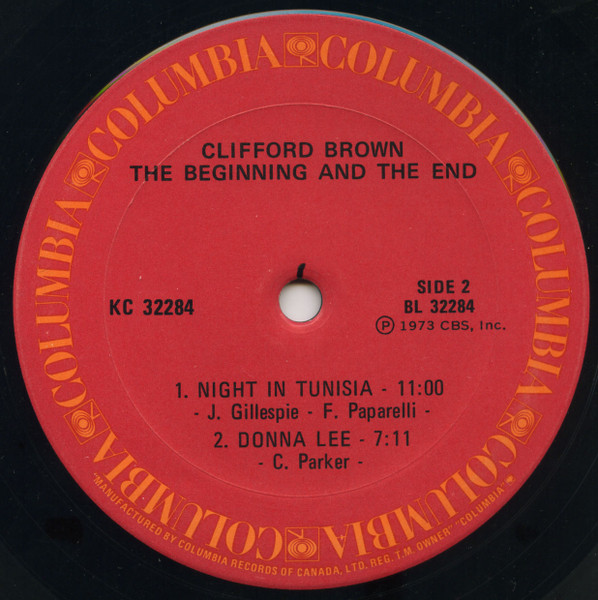 COLUMBIA COLUMBIA COLUMBIA COLUMBIA COLUMBIA COLUMBIA
CLIFFORD BROWN
THE BEGINNING AND THE END
KC 32284
SIDE 2
BL 32284
Ⓟ 1973 CBS, Inc.
1. NIGHT IN TUNISIA - 11:00
- J. Gillespie - F. Paparelli -
2. DONNA LEE - 7:11
- C. Parker -
"MANUFACTURED BY COLUMBIA RECORDS OF CANADA, LTD. REG. T.M. OWNER" "COLUMBIA"